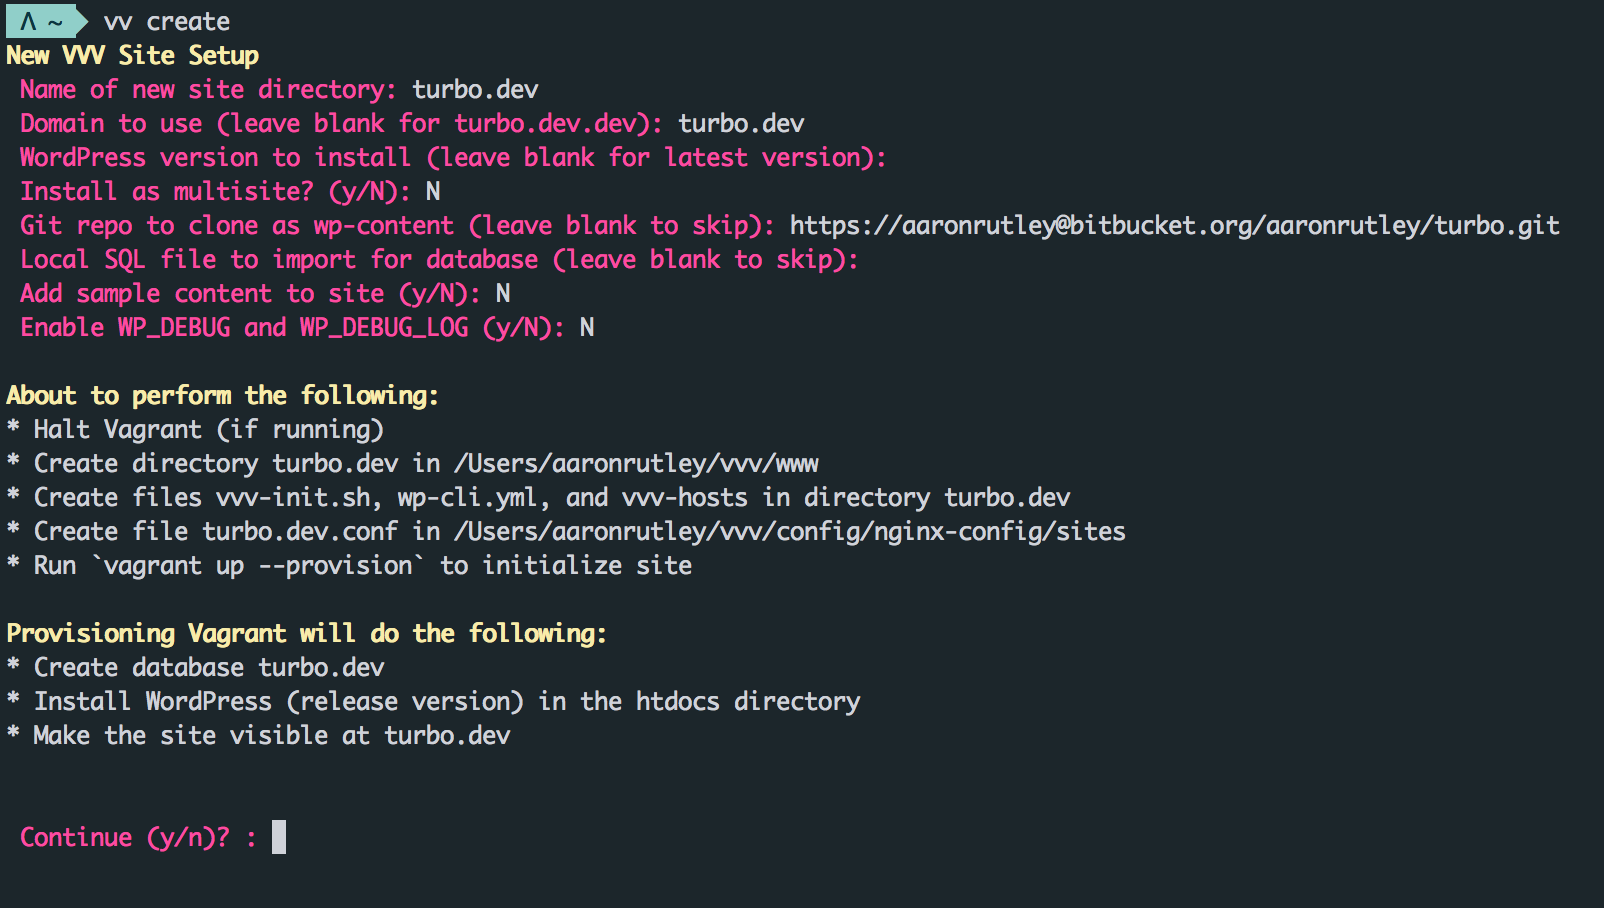 Λ ~ vv create
New VVV Site Setup
Name of new site directory: turbo.dev
Domain to use (leave blank for turbo.dev.dev): turbo.dev
WordPress version to install (leave blank for latest version):
Install as multisite? (y/N): N
Git repo to clone as wp-content (leave blank to skip): https://aaronrutley@bitbucket.org/aaronrutley/turbo.git
Local SQL file to import for database (leave blank to skip):
Add sample content to site (y/N): N
Enable WP_DEBUG and WP_DEBUG_LOG (y/N): N
About to perform the following:
* Halt Vagrant (if running)
* Create directory turbo.dev in /Users/aaronrutley/vvv/www
* Create files vvv-init.sh, wp-cli.yml, and vvv-hosts in directory turbo.dev
* Create file turbo.dev.conf in /Users/aaronrutley/vvv/config/nginx-config/sites
* Run `vagrant up --provision` to initialize site
Provisioning Vagrant will do the following:
* Create database turbo.dev
* Install WordPress (release version) in the htdocs directory
* Make the site visible at turbo.dev
Continue (y/n)? :